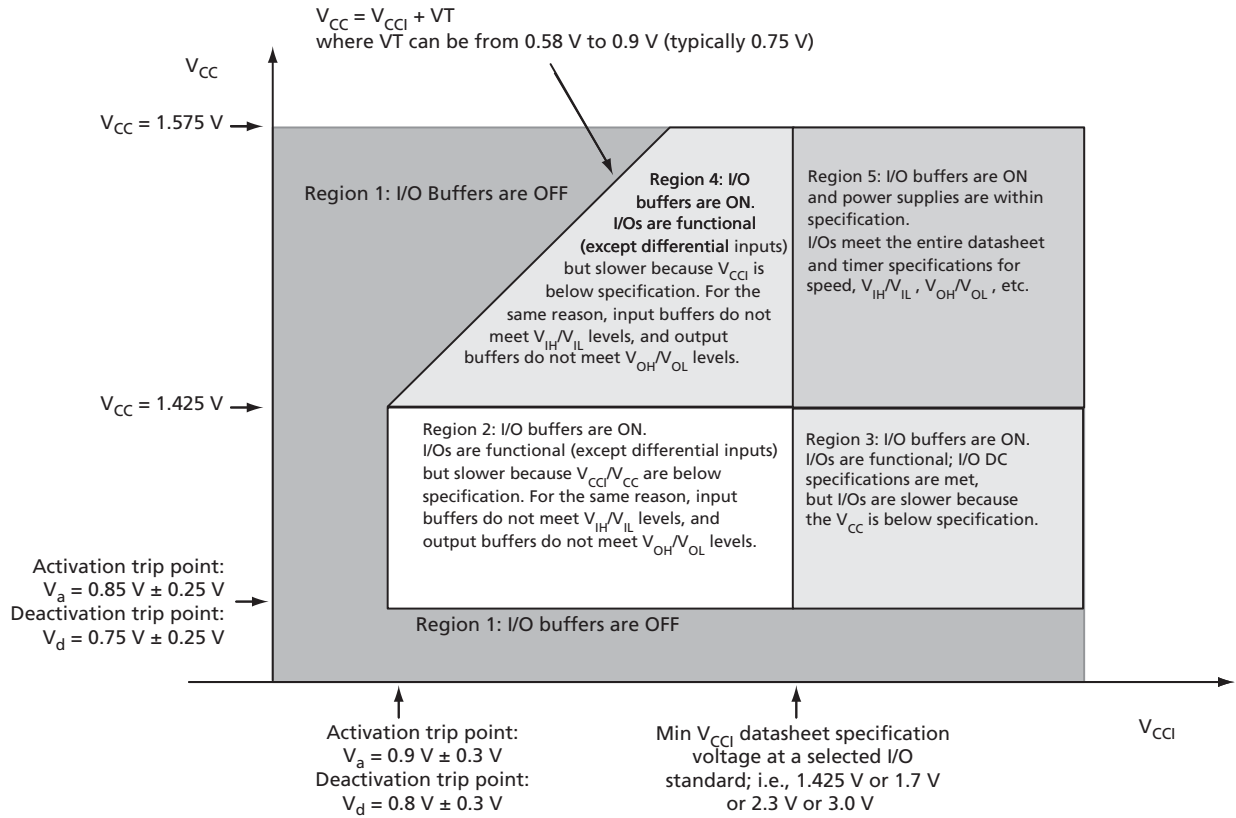 V_CC = V_CCI + VT
where VT can be from 0.58 V to 0.9 V (typically 0.75 V)
V_CC
V_CC = 1.575 V
Region 1: I/O Buffers are OFF
Region 4: I/O
buffers are ON.
I/Os are functional
(except differential inputs)
but slower because V_CCI is
below specification. For the
same reason, input buffers do not
meet V_IH/V_IL levels, and output
buffers do not meet V_OH/V_OL levels.
Region 5: I/O buffers are ON
and power supplies are within
specification.
I/Os meet the entire datasheet
and timer specifications for
speed, V_IH/V_IL , V_OH/V_OL , etc.
V_CC = 1.425 V
Region 2: I/O buffers are ON.
I/Os are functional (except differential inputs)
but slower because V_CCI/V_CC are below
specification. For the same reason, input
buffers do not meet V_IH/V_IL levels, and
output buffers do not meet V_OH/V_OL levels.
Region 3: I/O buffers are ON.
I/Os are functional; I/O DC
specifications are met,
but I/Os are slower because
the V_CC is below specification.
Activation trip point:
V_a = 0.85 V ± 0.25 V
Deactivation trip point:
V_d = 0.75 V ± 0.25 V
Region 1: I/O buffers are OFF
Activation trip point:
V_a = 0.9 V ± 0.3 V
Deactivation trip point:
V_d = 0.8 V ± 0.3 V
Min V_CCI datasheet specification
voltage at a selected I/O
standard; i.e., 1.425 V or 1.7 V
or 2.3 V or 3.0 V
V_CCI